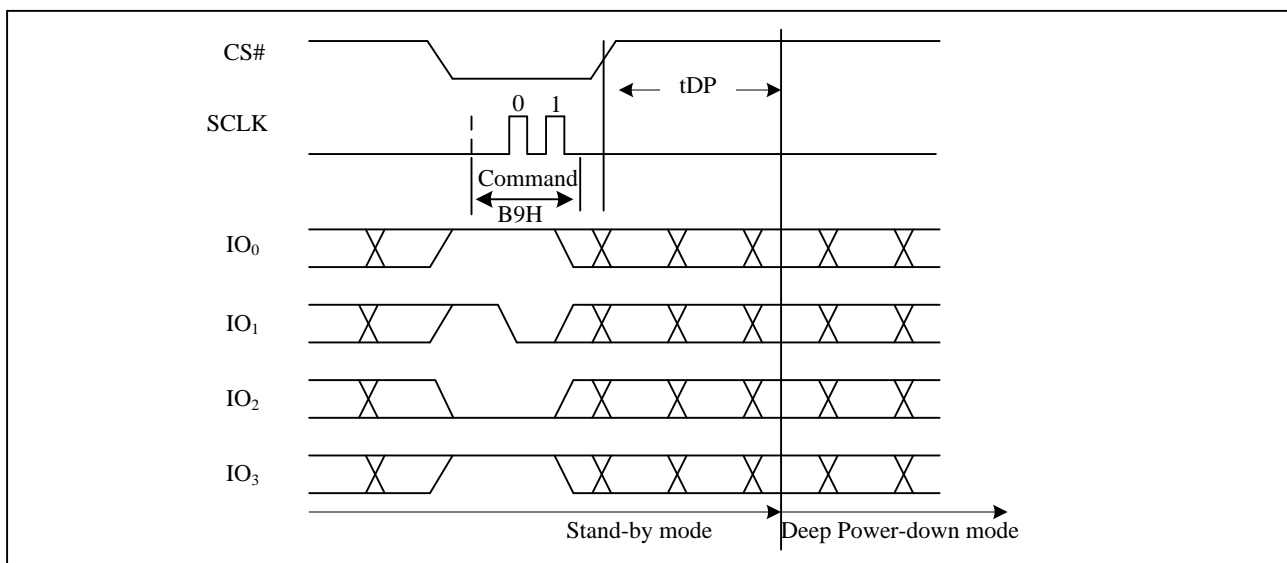 CS#
tDP
0 1
SCLK
Command
B9H
IO0
IO1
IO2
IO3
Stand-by mode
Deep Power-down mode